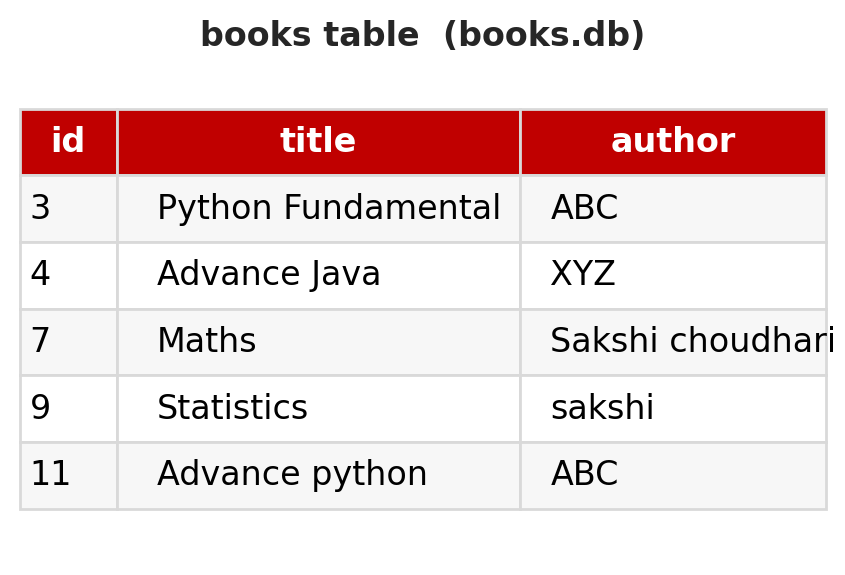 books table  (books.db)
id title author
3 Python Fundamental ABC
4 Advance Java XYZ
7 Maths Sakshi choudhari
9 Statistics sakshi
11 Advance python ABC